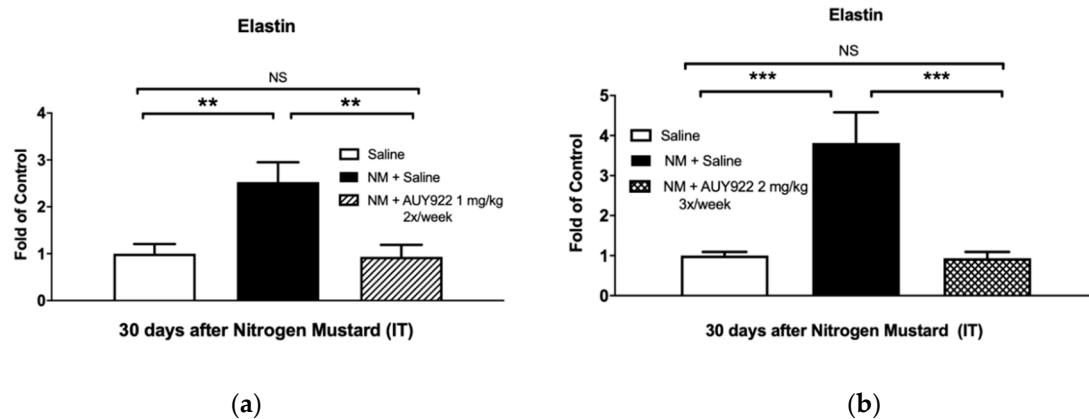 Elastin
NS
**
**
4
3
2
1
0
Fold of Control
Saline
NM + Saline
NM + AUY922 1 mg/kg
2x/week
30 days after Nitrogen Mustard (IT)
(a)
Elastin
NS
***
***
5
4
3
2
1
0
Fold of Control
Saline
NM + Saline
NM + AUY922 2 mg/kg
3x/week
30 days after Nitrogen Mustard (IT)
(b)